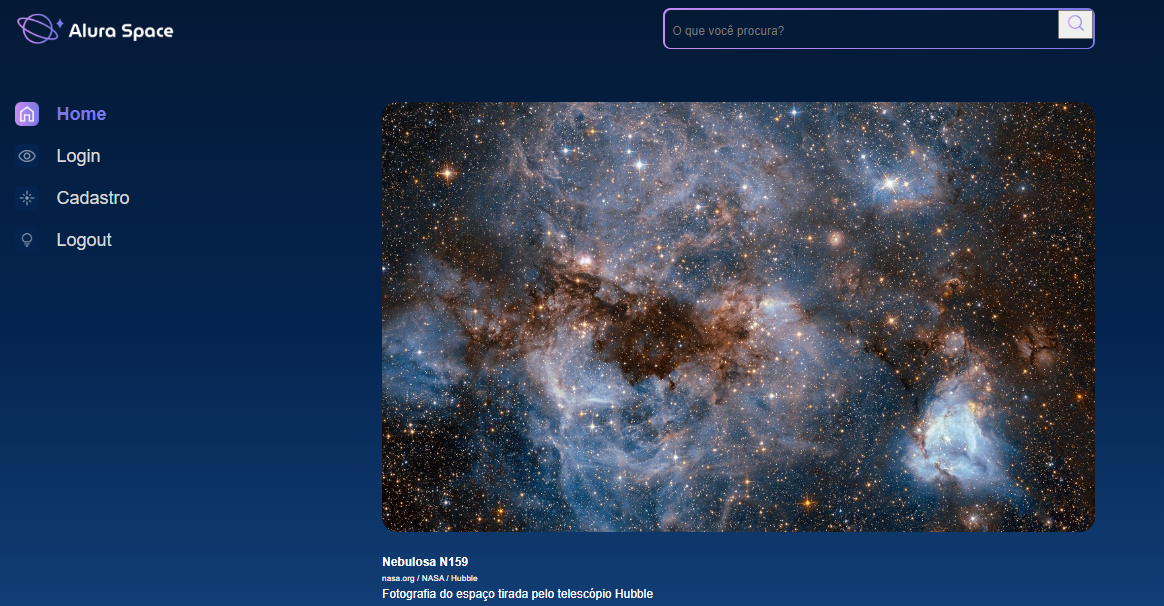 Alura Space
O que você procura?
Home
Login
Cadastro
Logout
Nebulosa N159
nasa.org / NASA / Hubble
Fotografia do espaço tirada pelo telescópio Hubble